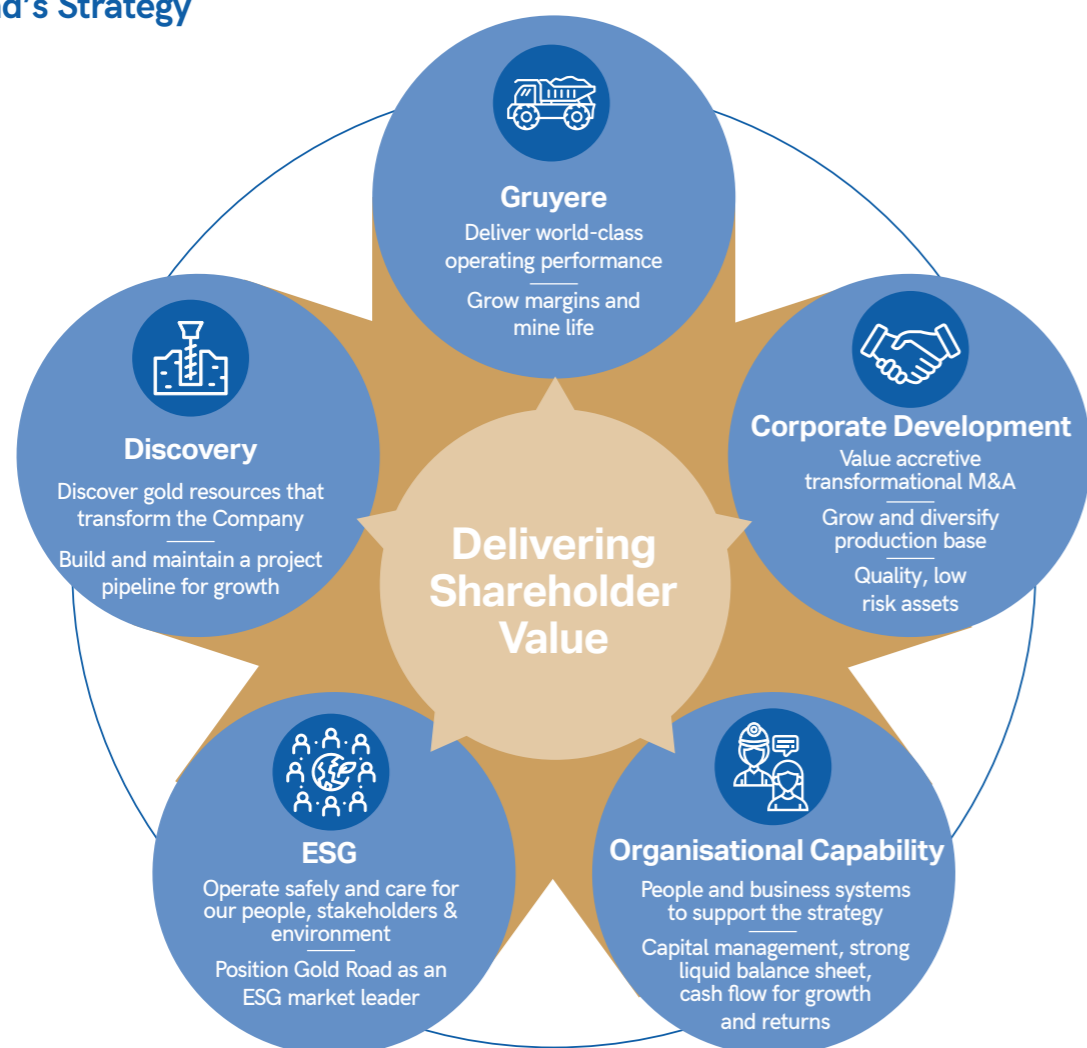 d's Strategy
Gruyere
Deliver world-class
operating performance
Grow margins and
mine life
Corporate Development
Value accretive
transformational M&A
Grow and diversify
production base
Quality, low
risk assets
Organisational Capability
People and business systems
to support the strategy
Capital management, strong
liquid balance sheet,
cash flow for growth
and returns
ESG
Operate safely and care for
our people, stakeholders &
environment
Position Gold Road as an
ESG market leader
Discovery
Discover gold resources that
transform the Company
Build and maintain a project
pipeline for growth
Delivering
Shareholder
Value